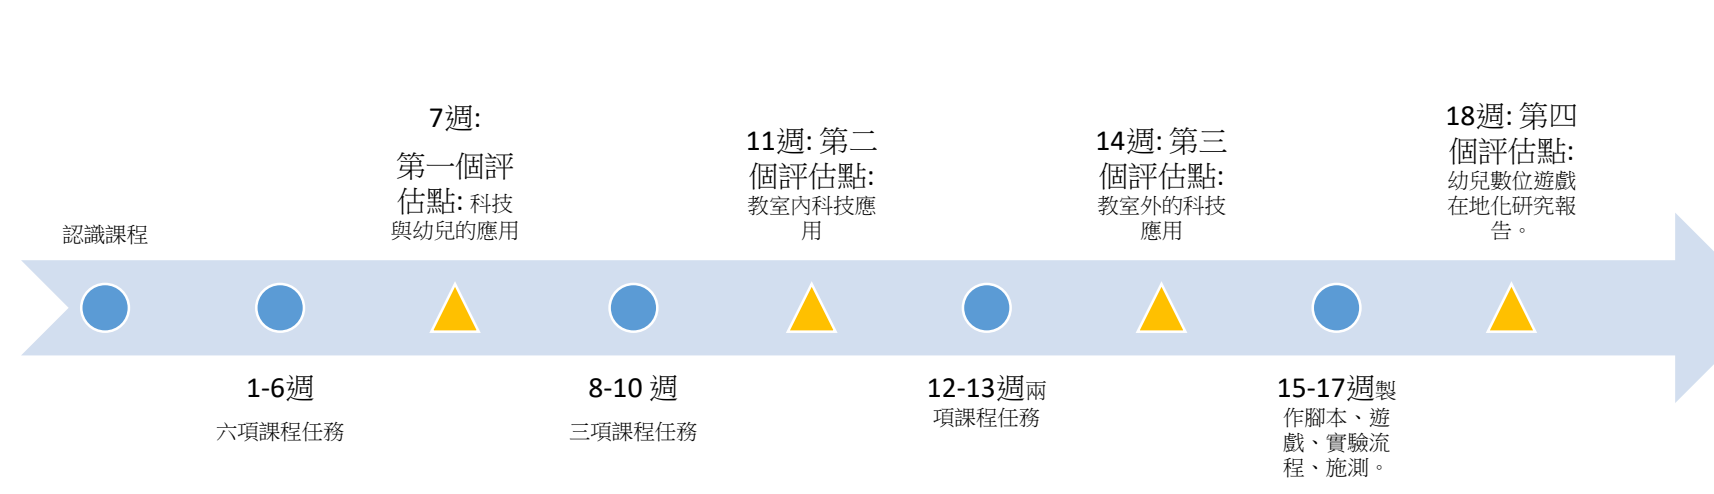 認識課程
1-6週
六項課程任務
7週:
第一個評
估點: 科技
與幼兒的應用
8-10 週
三項課程任務
11週: 第二
個評估點:
教室內科技應
用
12-13週兩
項課程任務
14週: 第三
個評估點:
教室外的科技
應用
15-17週製
作腳本、遊
戲、實驗流
程、施測。
18週: 第四
個評估點:
幼兒數位遊戲
在地化研究報
告。